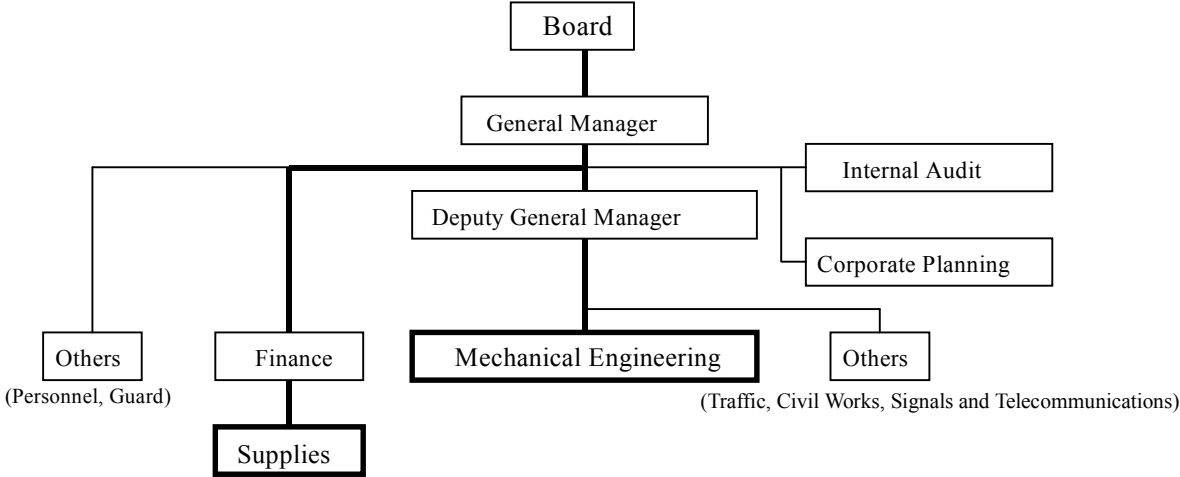 Board
General Manager
Internal Audit
Deputy General Manager
Corporate Planning
Others
Finance
Mechanical Engineering
Others
(Personnel, Guard)
(Traffic, Civil Works, Signals and Telecommunications)
Supplies